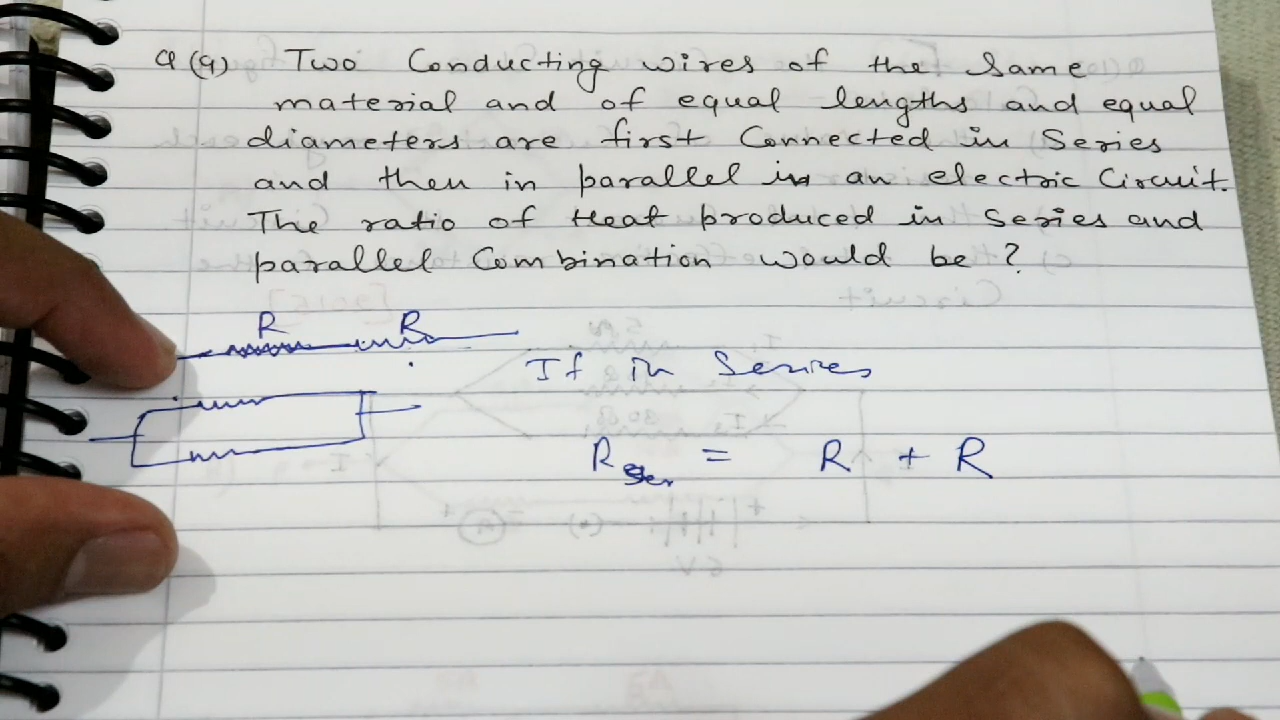 Q (9) Two Conducting wires of the same
material and of equal lengths and equal
diameters are first Connected in Series
and then in parallel in an electric Circuit.
The ratio of Heat produced in Series and
parallel Combination would be ?
R R
If in Series
R ser = R + R